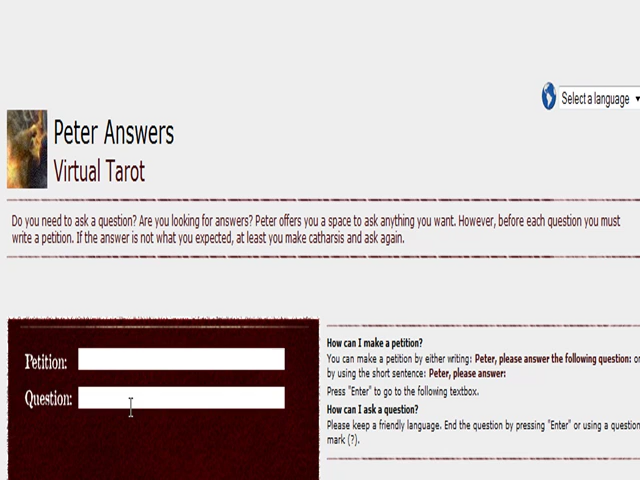 Select a language
Peter Answers
Virtual Tarot
Do you need to ask a question? Are you looking for answers? Peter offers you a space to ask anything you want. However, before each question you must
write a petition. If the answer is not what you expected, at least you make catharsis and ask again.
Petition:
Question:
How can I make a petition?
You can make a petition by either writing: Peter, please answer the following question: or
by using the short sentence: Peter, please answer:
Press "Enter" to go to the following textbox.
How can I ask a question?
Please keep a friendly language. End the question by pressing "Enter" or using a question
mark (?).